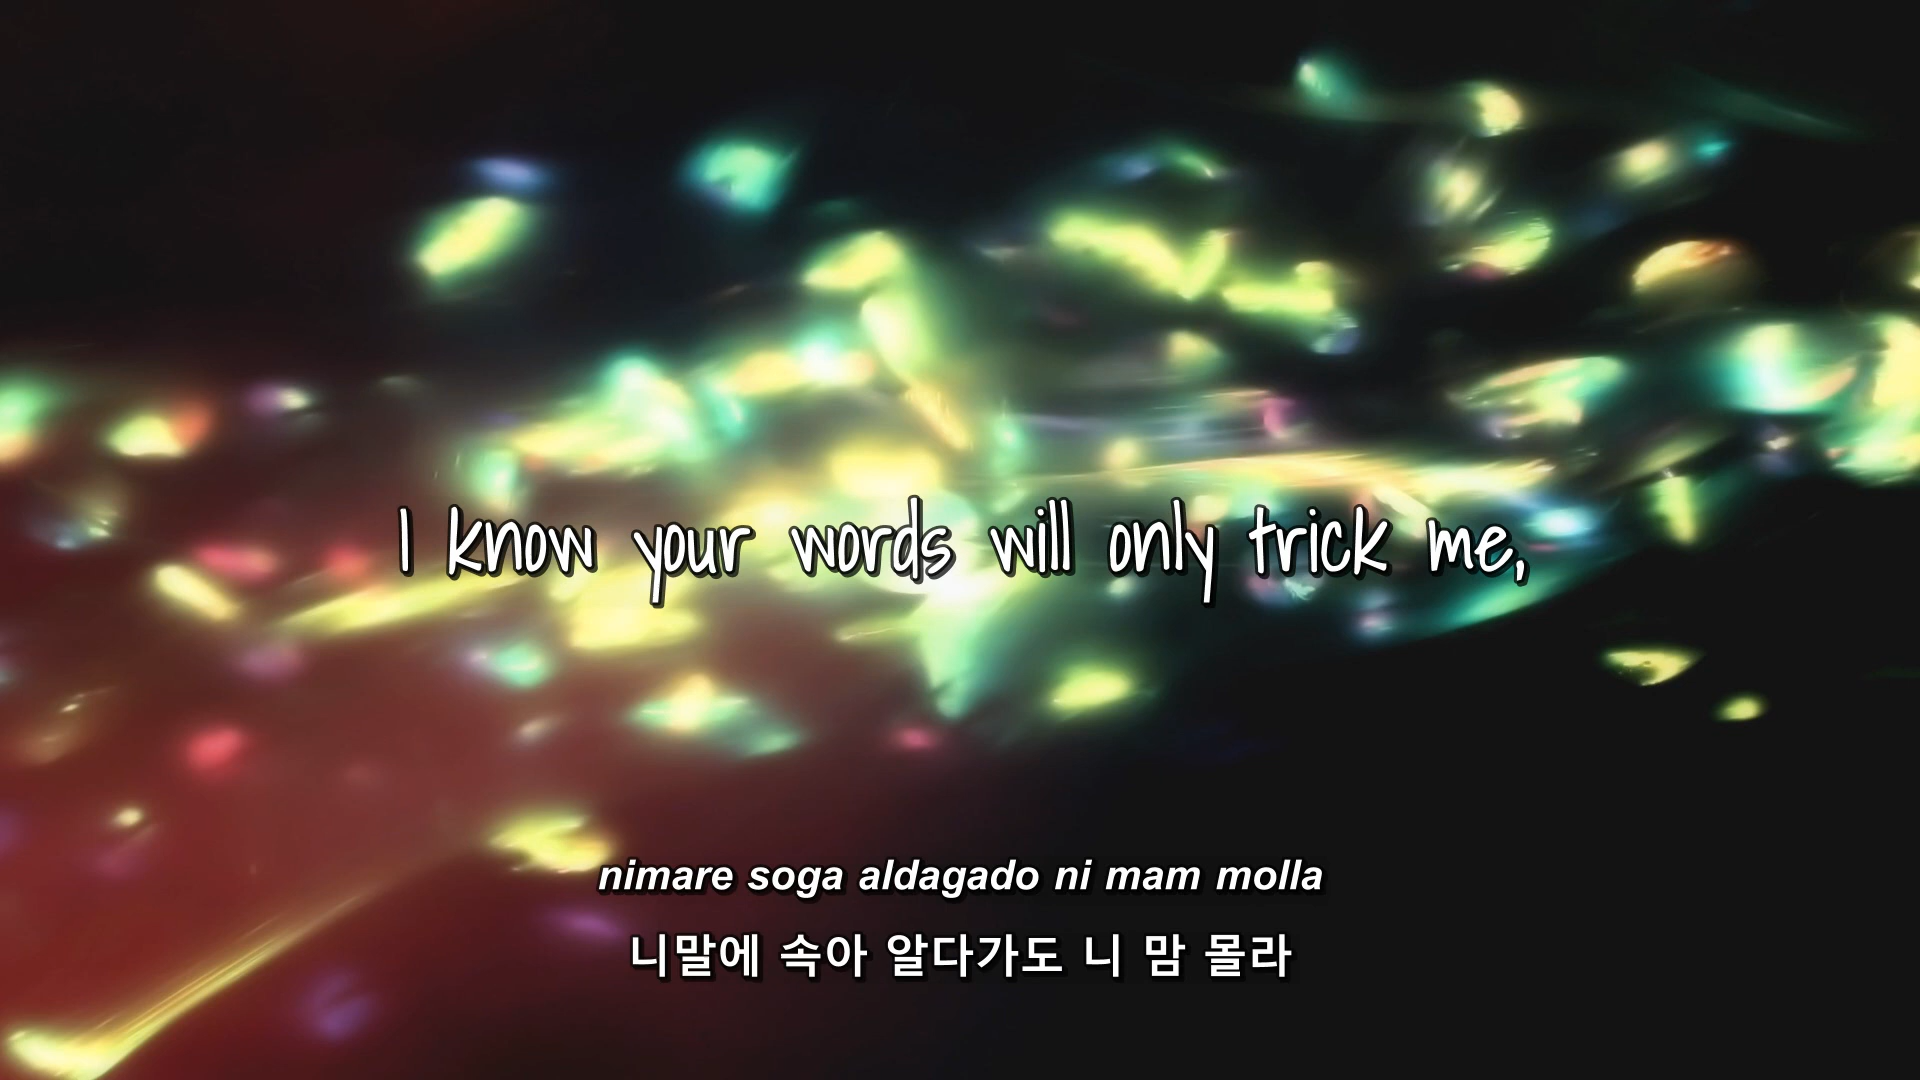 I know your words will only trick me,
nimare soga aldagado ni mam molla
니말에 속아 알다가도 니 맘 몰라